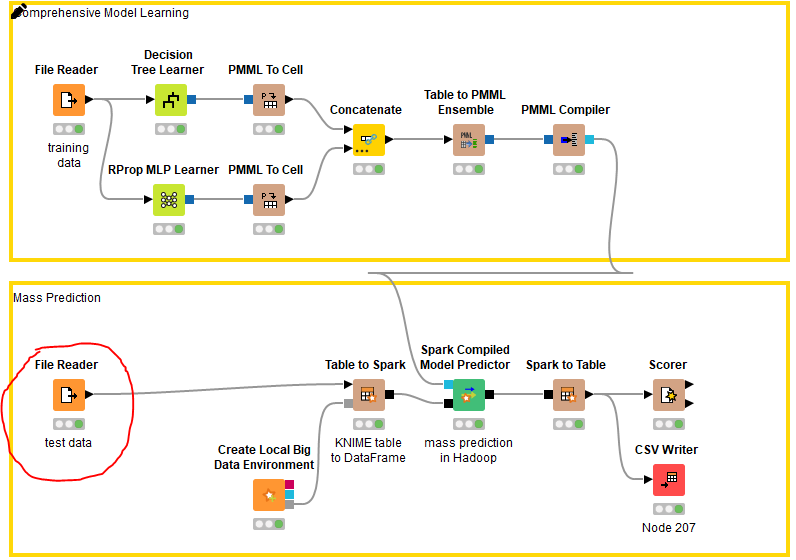 Comprehensive Model Learning
File Reader
training
data
Decision
Tree Learner
PMML To Cell
RProp MLP Learner
PMML To Cell
Concatenate
Table to PMML
Ensemble
PMML Compiler
Mass Prediction
File Reader
test data
Create Local Big
Data Environment
Table to Spark
KNIME table
to DataFrame
Spark Compiled
Model Predictor
mass prediction
in Hadoop
Spark to Table
Scorer
CSV Writer
Node 207